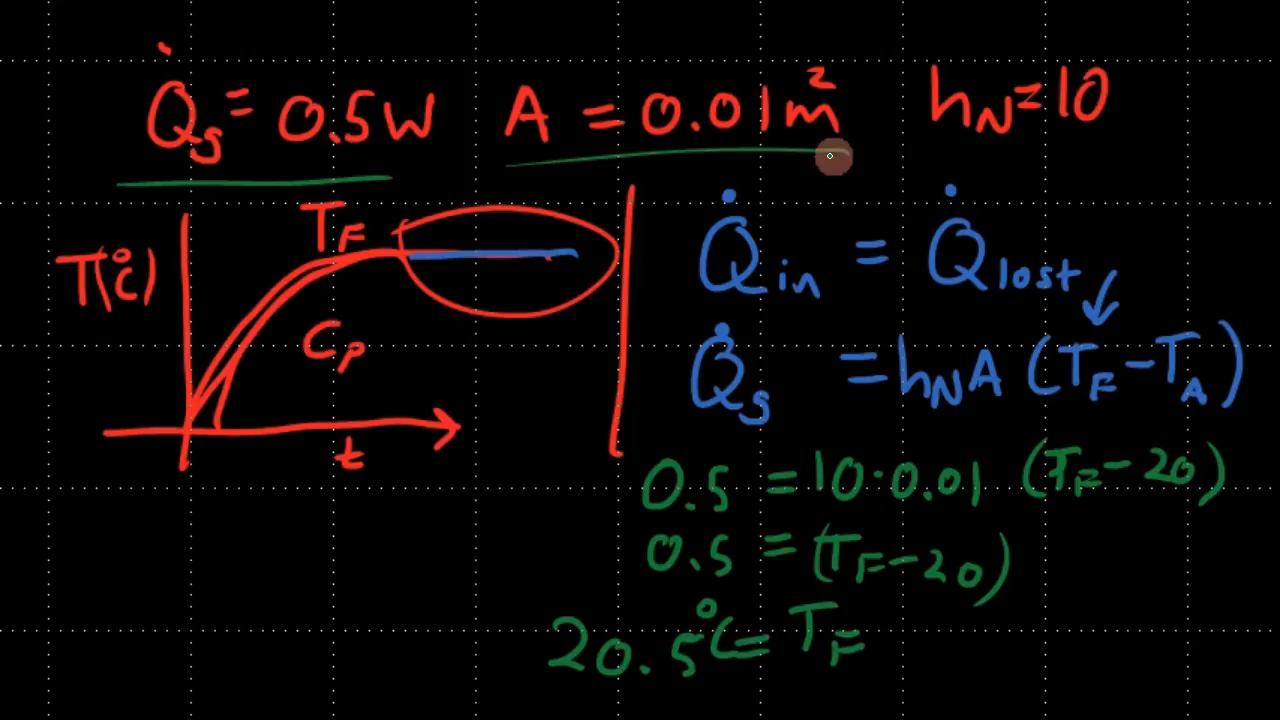 Q̇s = 0.5W A = 0.01m² hN = 10
TF
T(°C)
CP
t
Q̇in = Q̇lost
Q̇s = hNA (TF - TA)
0.5 = 10·0.01 (TF - 20)
0.5 = (TF - 20)
20.5°C = TF